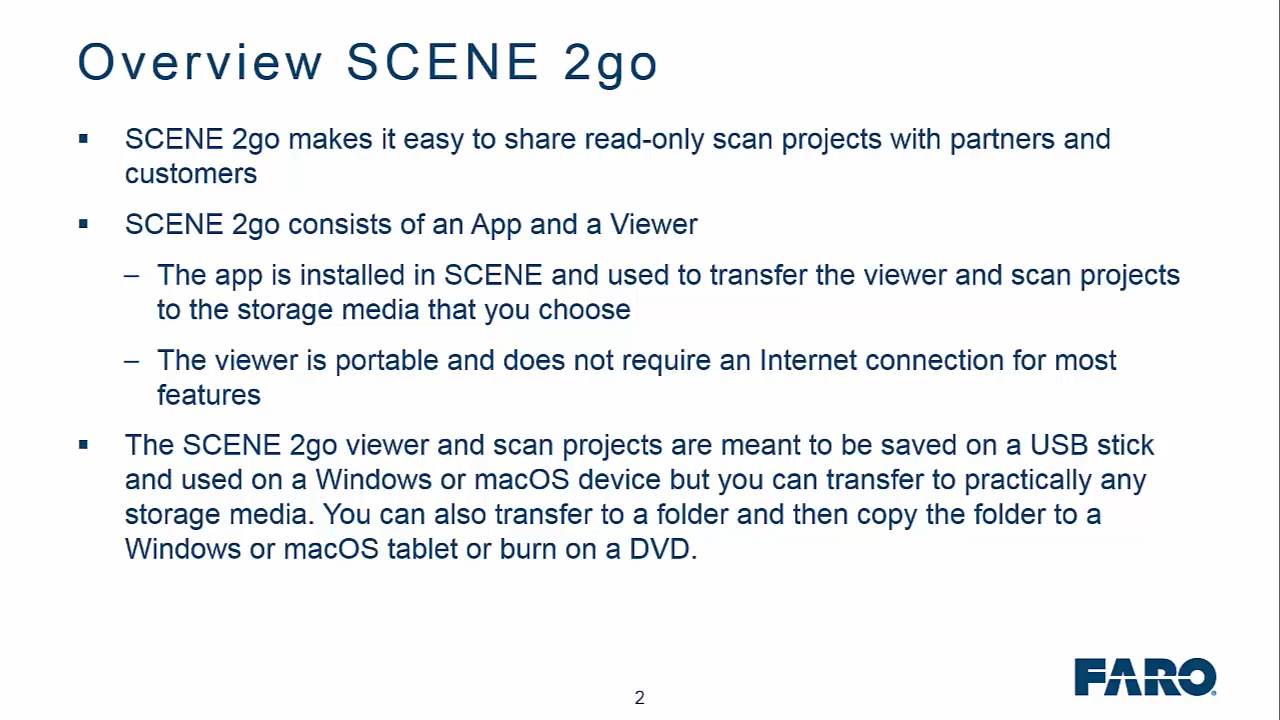 Overview SCENE 2go
▪ SCENE 2go makes it easy to share read-only scan projects with partners and
customers
▪ SCENE 2go consists of an App and a Viewer
– The app is installed in SCENE and used to transfer the viewer and scan projects
to the storage media that you choose
– The viewer is portable and does not require an Internet connection for most
features
▪ The SCENE 2go viewer and scan projects are meant to be saved on a USB stick
and used on a Windows or macOS device but you can transfer to practically any
storage media. You can also transfer to a folder and then copy the folder to a
Windows or macOS tablet or burn on a DVD.
2
FARO®